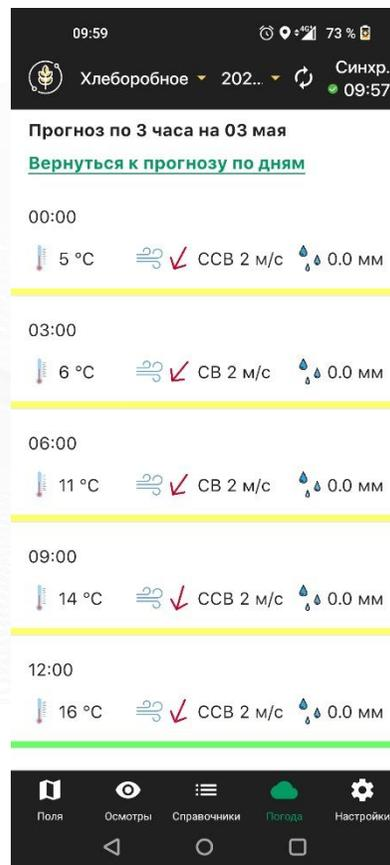 09:59
4G
73 %
Хлеборобное 202... Синхр.
09:57
Прогноз по 3 часа на 03 мая
Вернуться к прогнозу по дням
00:00
5 °C ССВ 2 м/с 0.0 мм
03:00
6 °C СВ 2 м/с 0.0 мм
06:00
11 °C СВ 2 м/с 0.0 мм
09:00
14 °C ССВ 2 м/с 0.0 мм
12:00
16 °C ССВ 2 м/с 0.0 мм
Поля Осмотры Справочники Погода Настройки